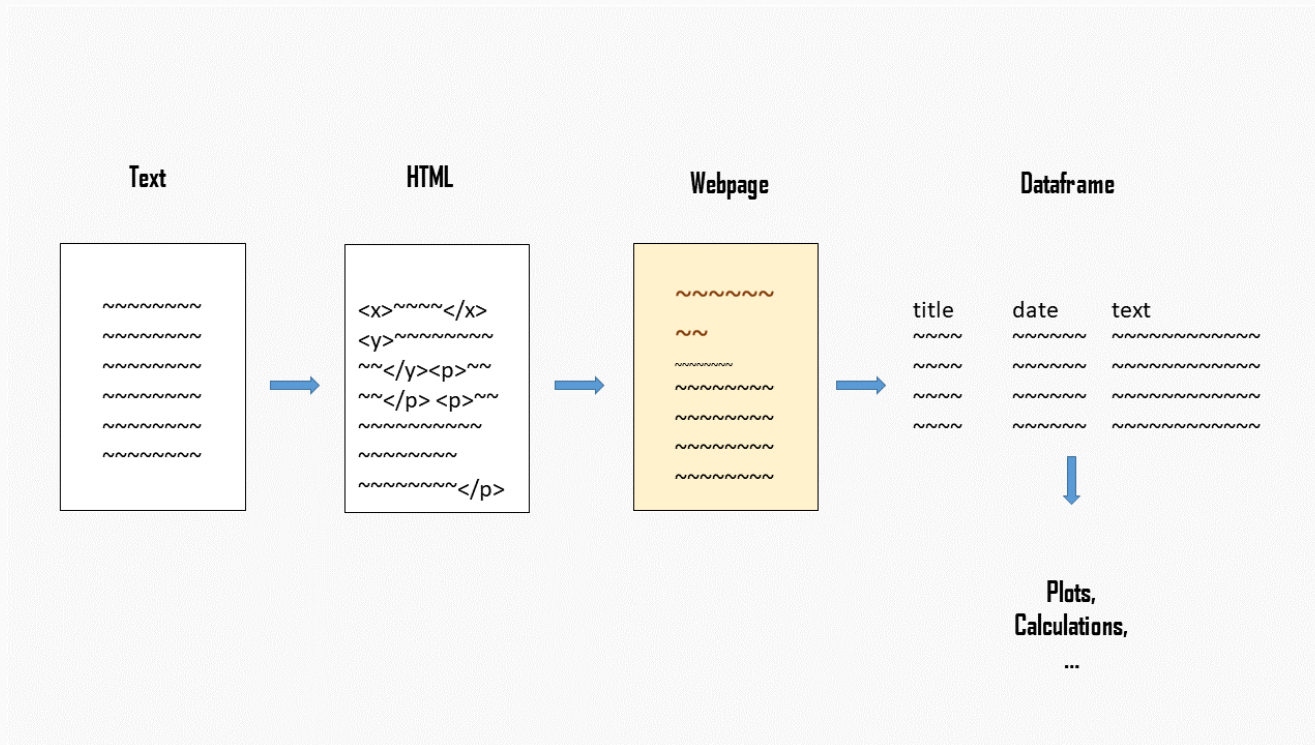 Text
HTML
Webpage
Dataframe
~~~~~~~~
~~~~~~~~
~~~~~~~~
~~~~~~~~
~~~~~~~~
~~~~~~~~
<x>~~~~</x>
<y>~~~~~~~~
~~</y><p>~~
~~</p> <p>~~
~~~~~~~~~~
~~~~~~~~
~~~~~~~~</p>
~~~~~~
~~
~~~~~~~~
~~~~~~~~
~~~~~~~~
~~~~~~~~
~~~~~~~~
title date text
~~~~ ~~~~~~ ~~~~~~~~~~~~
~~~~ ~~~~~~ ~~~~~~~~~~~~
~~~~ ~~~~~~ ~~~~~~~~~~~~
~~~~ ~~~~~~ ~~~~~~~~~~~~
Plots,
Calculations,
...